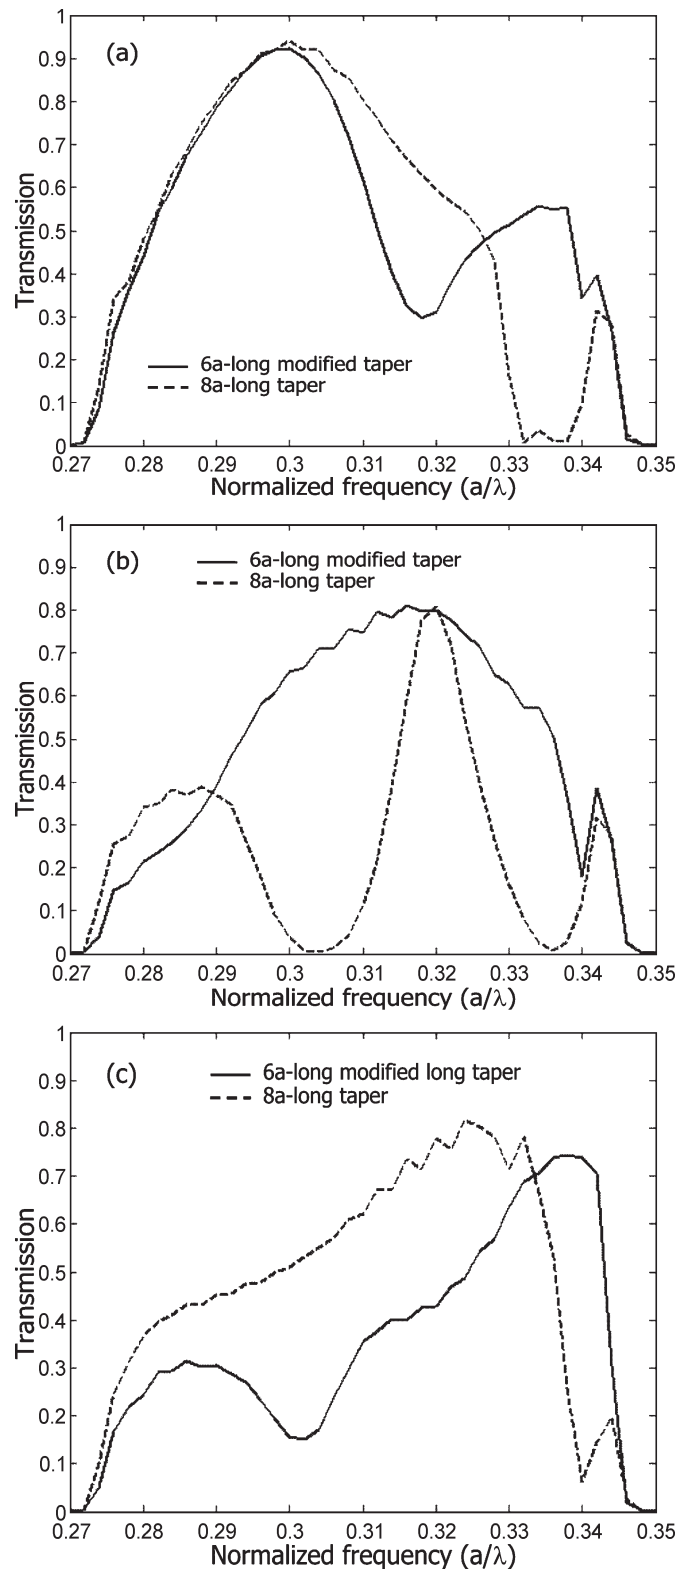 (a)
1
0.9
0.8
0.7
0.6
0.5
0.4
0.3
0.2
0.1
0
Transmission
6a-long modified taper
8a-long taper
0.27 0.28 0.29 0.3 0.31 0.32 0.33 0.34 0.35
Normalized frequency (a/λ)
(b)
1
0.9
0.8
0.7
0.6
0.5
0.4
0.3
0.2
0.1
0
Transmission
6a-long modified taper
8a-long taper
0.27 0.28 0.29 0.3 0.31 0.32 0.33 0.34 0.35
Normalized frequency (a/λ)
(c)
1
0.9
0.8
0.7
0.6
0.5
0.4
0.3
0.2
0.1
0
Transmission
6a-long modified long taper
8a-long taper
0.27 0.28 0.29 0.3 0.31 0.32 0.33 0.34 0.35
Normalized frequency (a/λ)